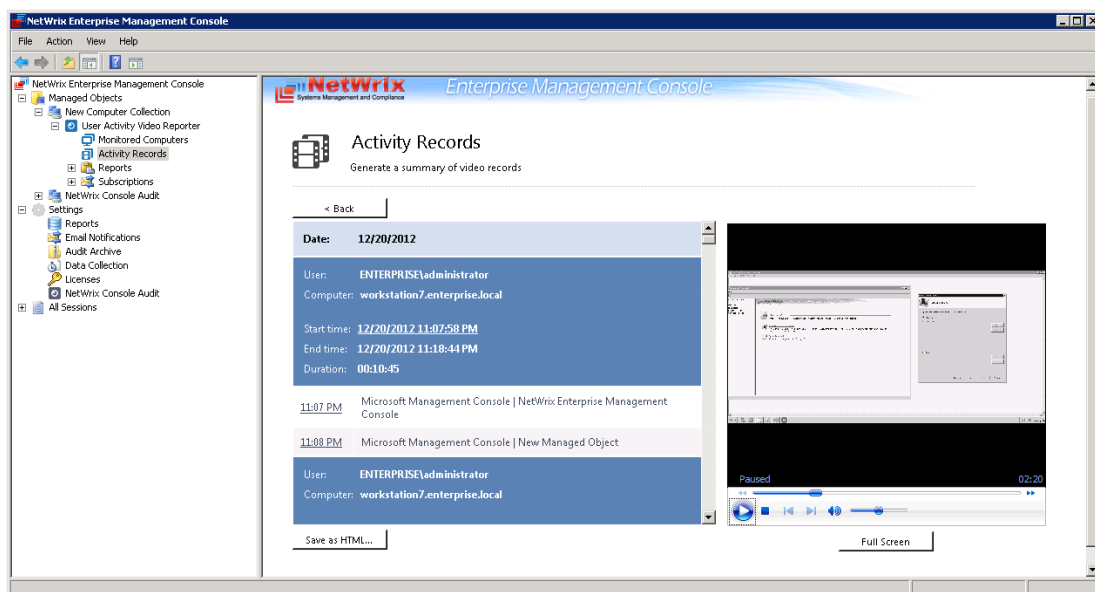 NetWrix Enterprise Management Console
File Action View Help
NetWrix Enterprise Management Console
Managed Objects
New Computer Collection
User Activity Video Reporter
Monitored Computers
Activity Records
Reports
Subscriptions
NetWrix Console Audit
Settings
Reports
Email Notifications
Audit Archive
Data Collection
Licenses
NetWrix Console Audit
All Sessions
NetWrix
Systems Management and Compliance
Enterprise Management Console
Activity Records
Generate a summary of video records
< Back
Date: 12/20/2012
User: ENTERPRISE\administrator
Computer: workstation7.enterprise.local
Start time: 12/20/2012 11:07:58 PM
End time: 12/20/2012 11:18:44 PM
Duration: 00:10:45
11:07 PM Microsoft Management Console | NetWrix Enterprise Management
Console
11:08 PM Microsoft Management Console | New Managed Object
User: ENTERPRISE\administrator
Computer: workstation7.enterprise.local
Save as HTML...
Paused 02:20
Full Screen